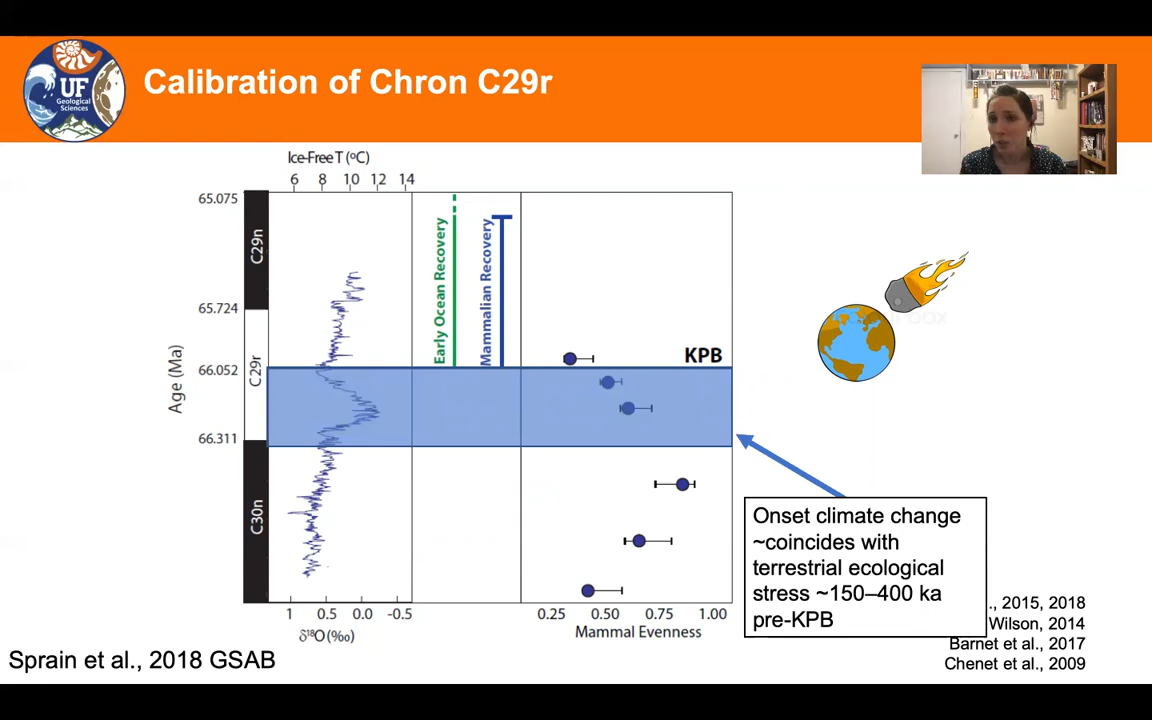 UF
Geological
Sciences
Calibration of Chron C29r
Ice-Free T (ºC)
6 8 10 12 14
65.075
65.724
66.052
66.311
Age (Ma)
C29n
C29r
C30n
Early Ocean Recovery
Mammalian Recovery
KPB
1 0.5 0.0 -0.5
δ¹⁸O (‰)
0.25 0.50 0.75 1.00
Mammal Evenness
Onset climate change
~coincides with
terrestrial ecological
stress ~150–400 ka
pre-KPB
., 2015, 2018
Wilson, 2014
Barnet et al., 2017
Chenet et al., 2009
Sprain et al., 2018 GSAB